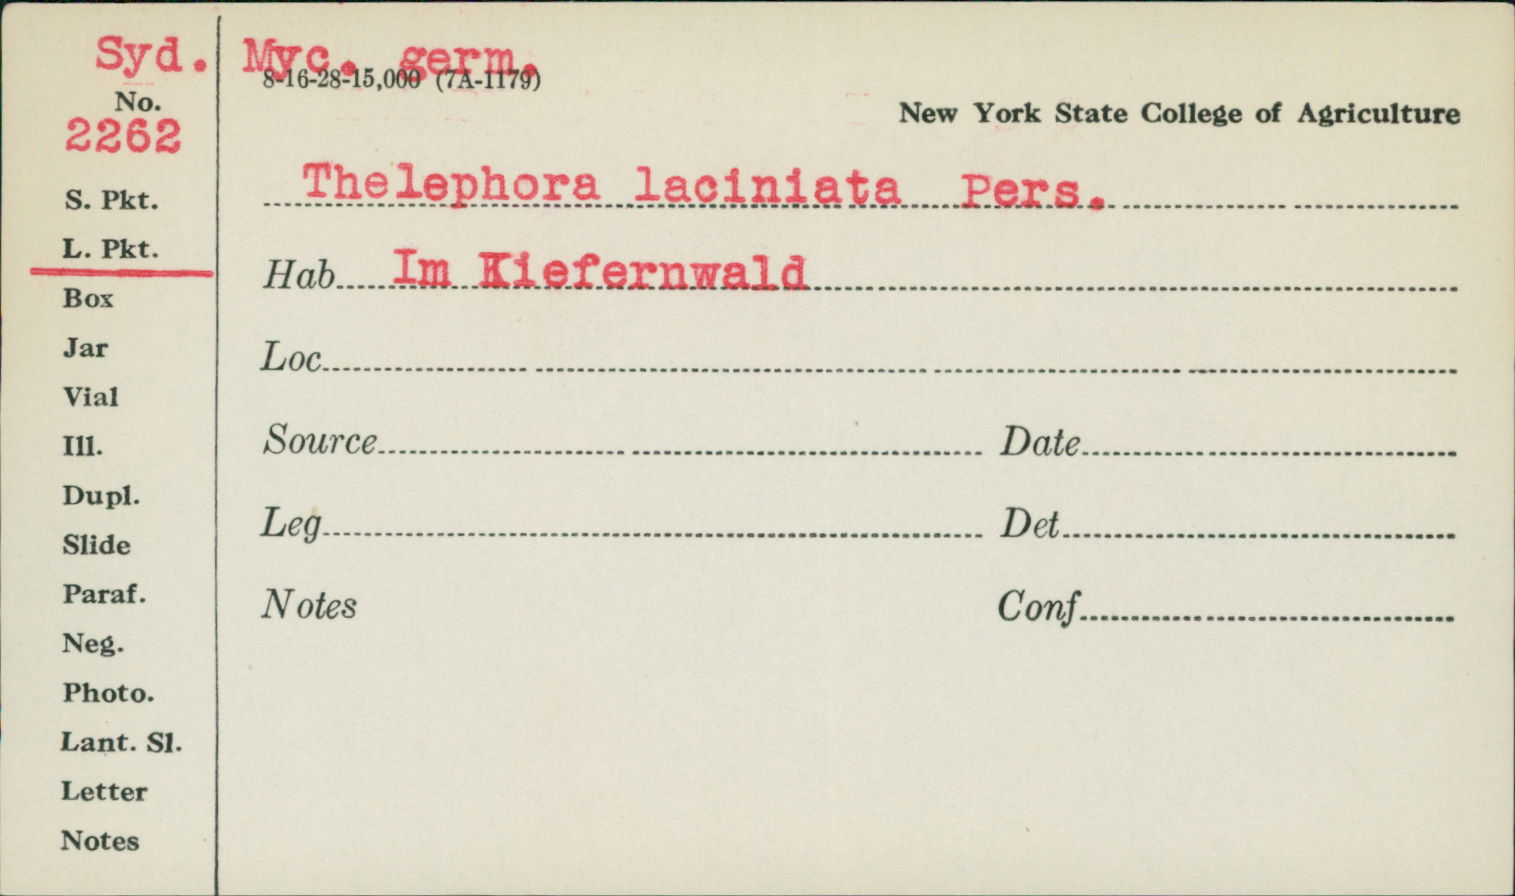 Syd. Myc. germ.
8-16-28-15,000 (7A-1179)
No.
2262
New York State College of Agriculture
Thelephora laciniata Pers.
S. Pkt.
L. Pkt.
Hab Im Kiefernwald
Box
Jar
Loc
Vial
Ill.
Source Date
Dupl.
Slide
Leg Det
Paraf.
Notes Conf
Neg.
Photo.
Lant. Sl.
Letter
Notes